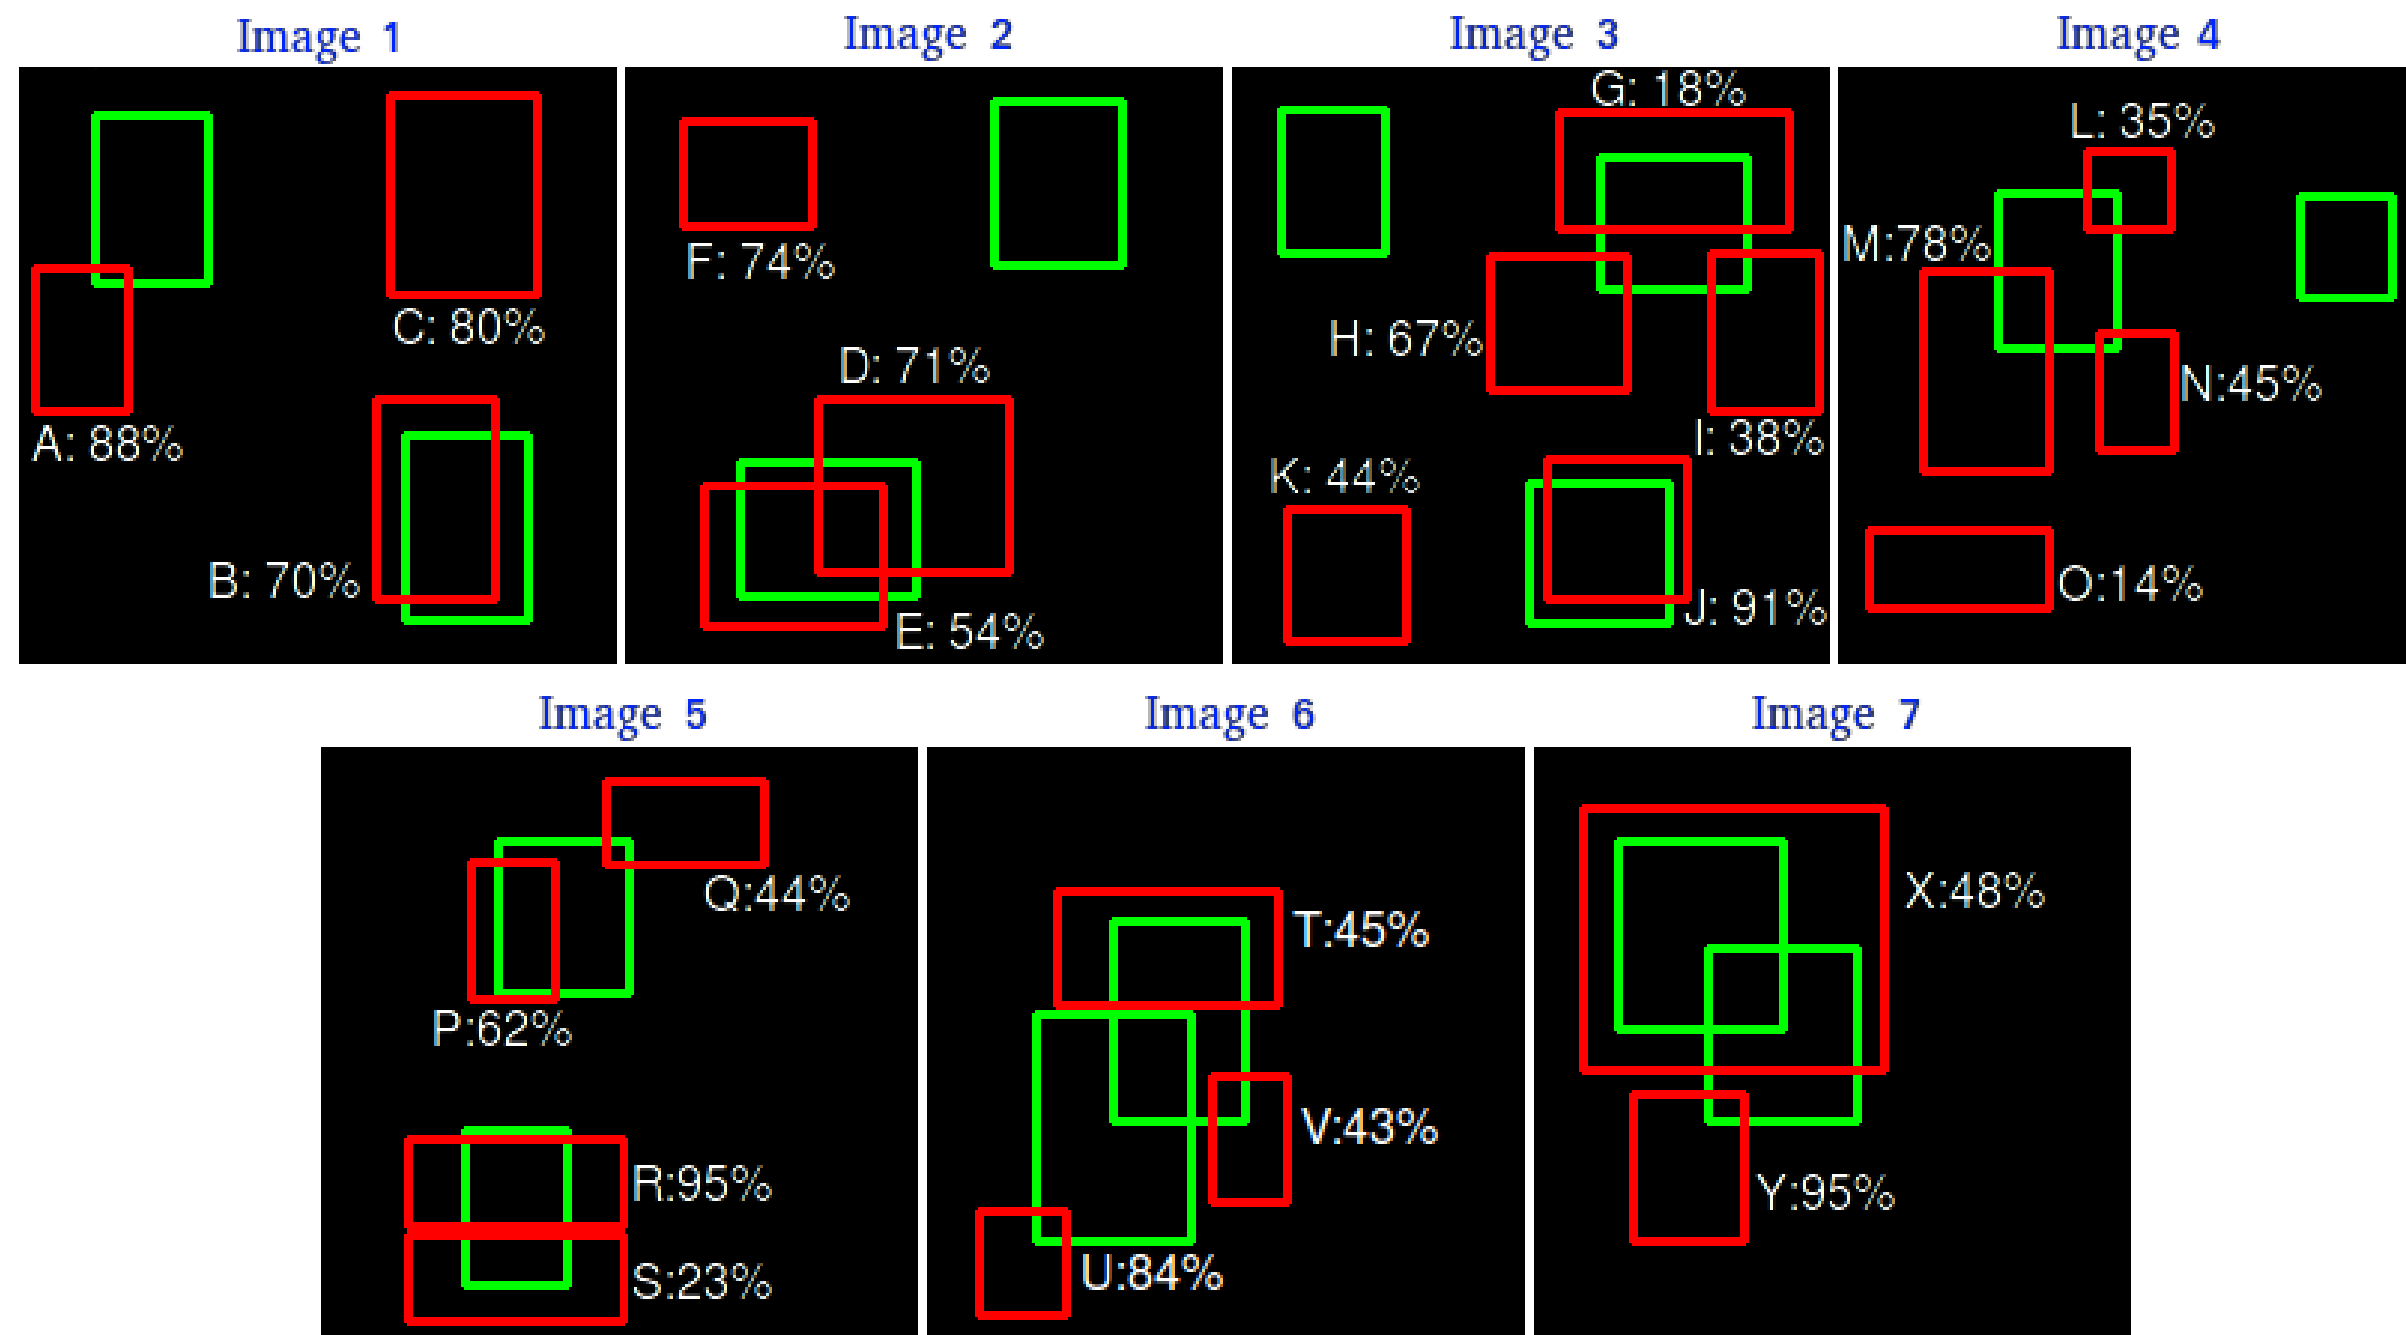 Image 1
Image 2
Image 3
Image 4
A: 88%
C: 80%
B: 70%
F: 74%
D: 71%
E: 54%
G: 18%
H: 67%
I: 38%
K: 44%
J: 91%
L: 35%
M:78%
N:45%
O:14%
Image 5
Image 6
Image 7
Q:44%
P:62%
R:95%
S:23%
T:45%
V:43%
U:84%
X:48%
Y:95%